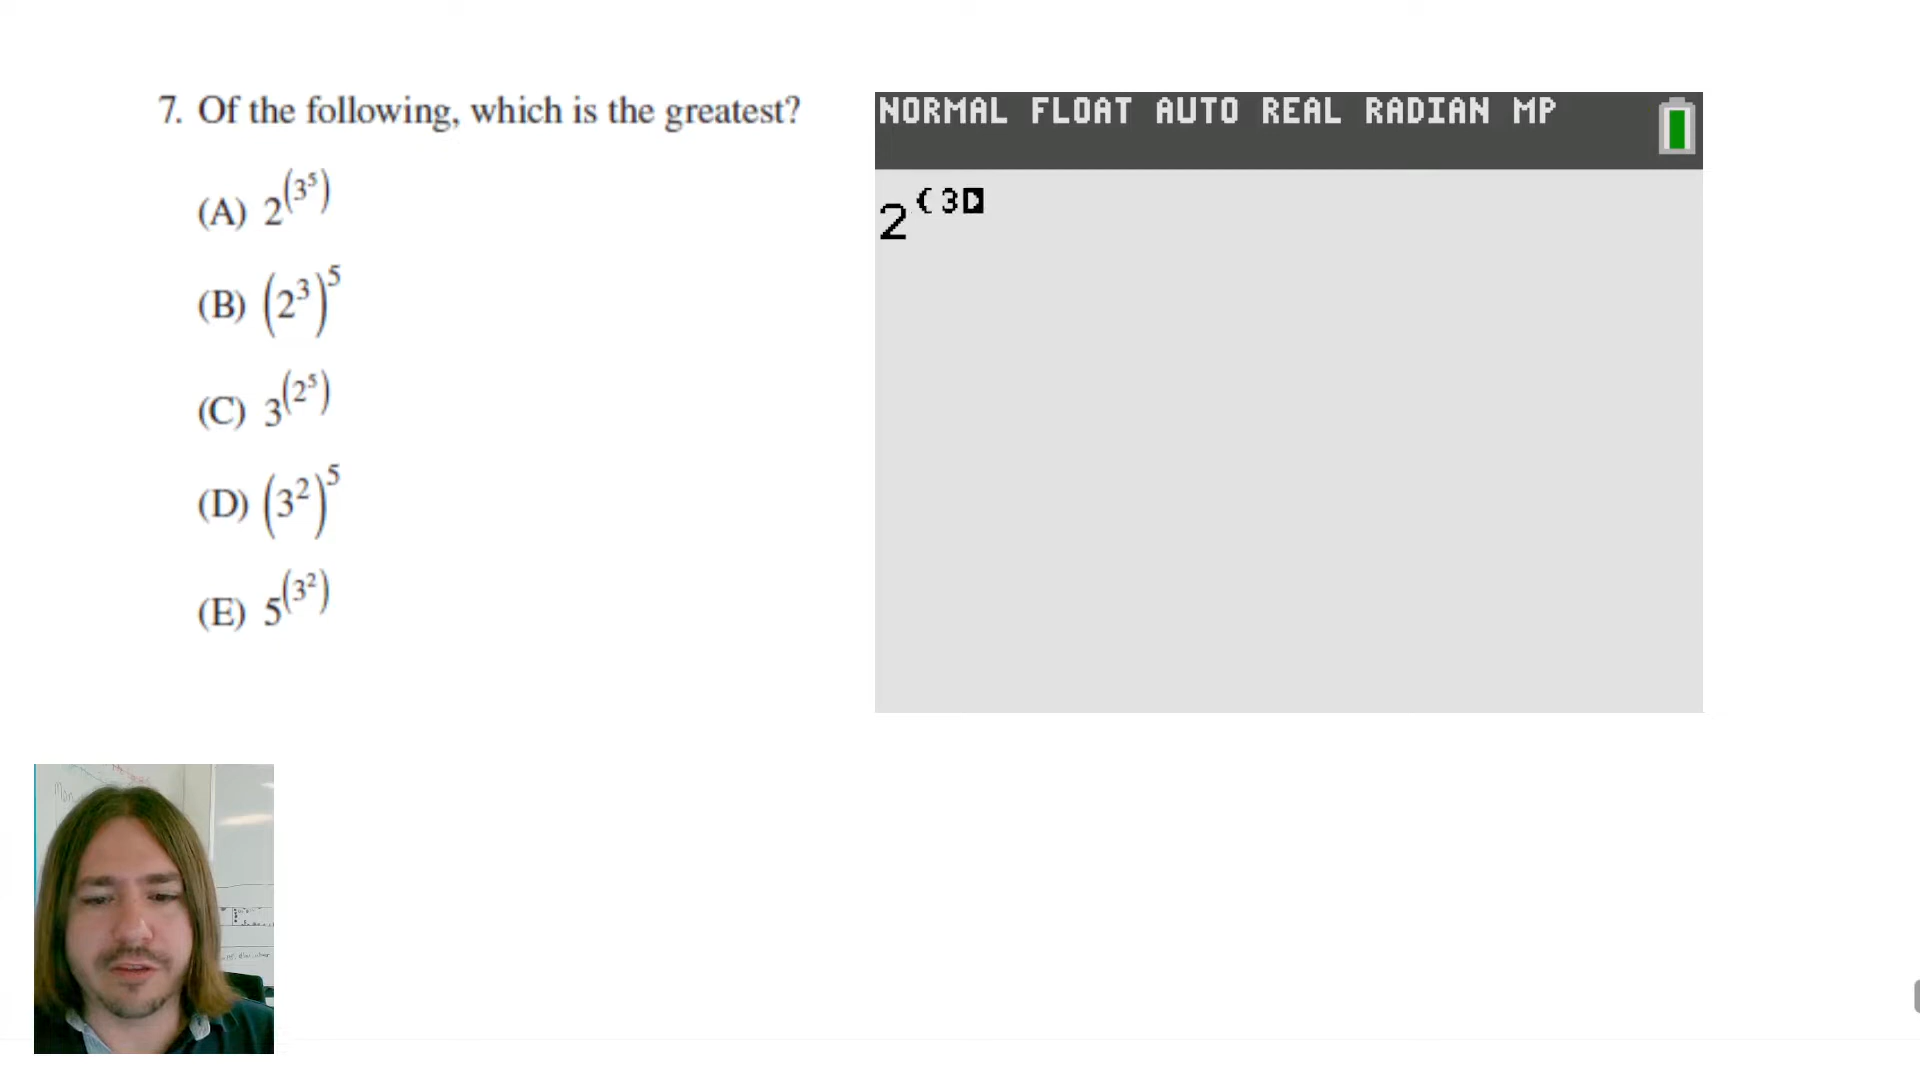 7. Of the following, which is the greatest?
(A) 2^(3^5)
(B) (2^3)^5
(C) 3^(2^5)
(D) (3^2)^5
(E) 5^(3^2)
NORMAL FLOAT AUTO REAL RADIAN MP
2^(3
Mon